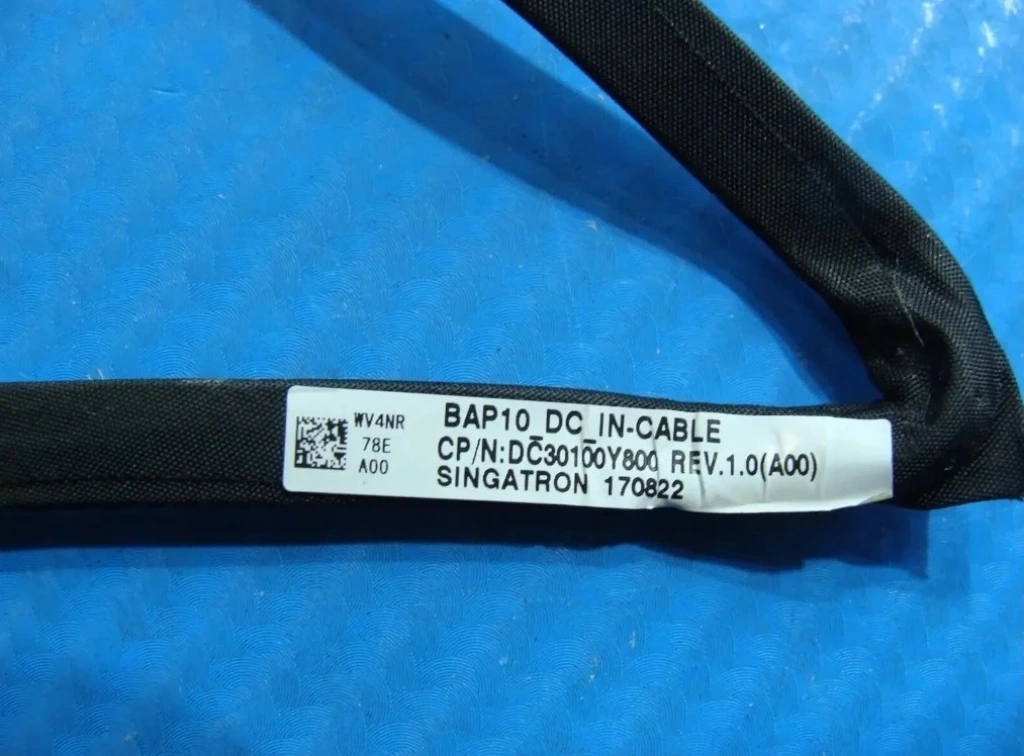 WV4NR
78E
A00
BAP10_DC_IN-CABLE
CP/N:DC30100Y800 REV.1.0(A00)
SINGATRON 170822